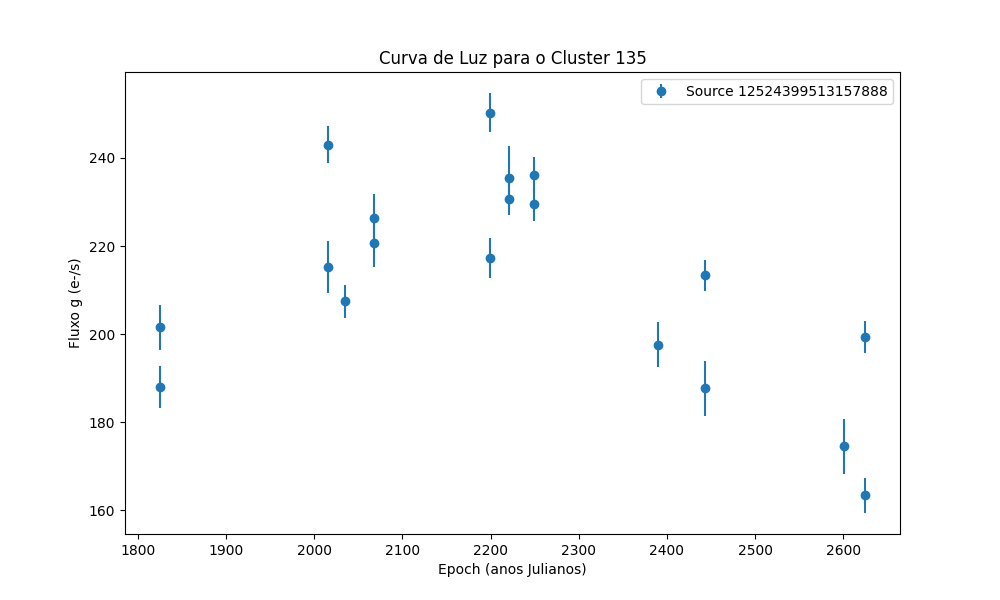 Curva de Luz para o Cluster 135
Source 12524399513157888
Fluxo g (e-/s)
240
220
200
180
160
1800 1900 2000 2100 2200 2300 2400 2500 2600
Epoch (anos Julianos)